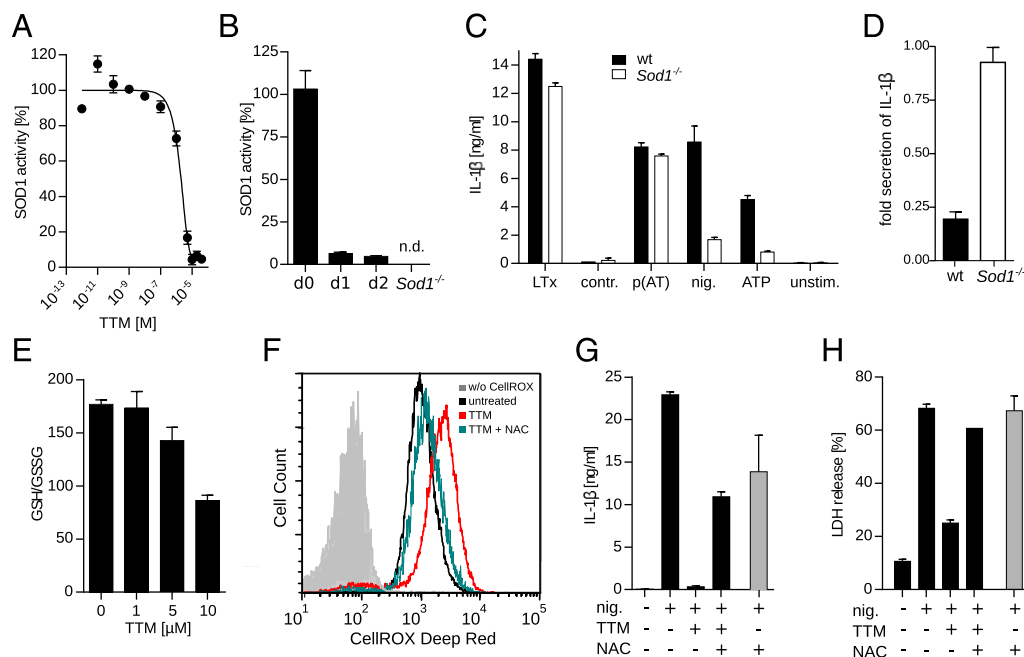 A
SOD1 activity [%]
120
100
80
60
40
20
0
10-13
10-11
10-9
10-7
10-5
TTM [M]
B
SOD1 activity [%]
125
100
75
50
25
0
n.d.
d0 d1 d2 Sod1-/-
C
IL-1β [ng/ml]
14
12
10
8
6
4
2
0
wt
Sod1-/-
LTx contr. p(AT) nig. ATP unstim.
D
fold secretion of IL-1β
1.00
0.75
0.50
0.25
0.00
wt Sod1-/-
E
GSH/GSSG
200
150
100
50
0
0 1 5 10
TTM [µM]
F
Cell Count
w/o CellROX
untreated
TTM
TTM + NAC
101 102 103 104 105
CellROX Deep Red
G
IL-1β [ng/ml]
25
20
15
10
5
0
nig. - + + + +
TTM - - + + -
NAC - - - + +
H
LDH release [%]
80
60
40
20
0
nig. - + + + +
TTM - - + + -
NAC - - - + +